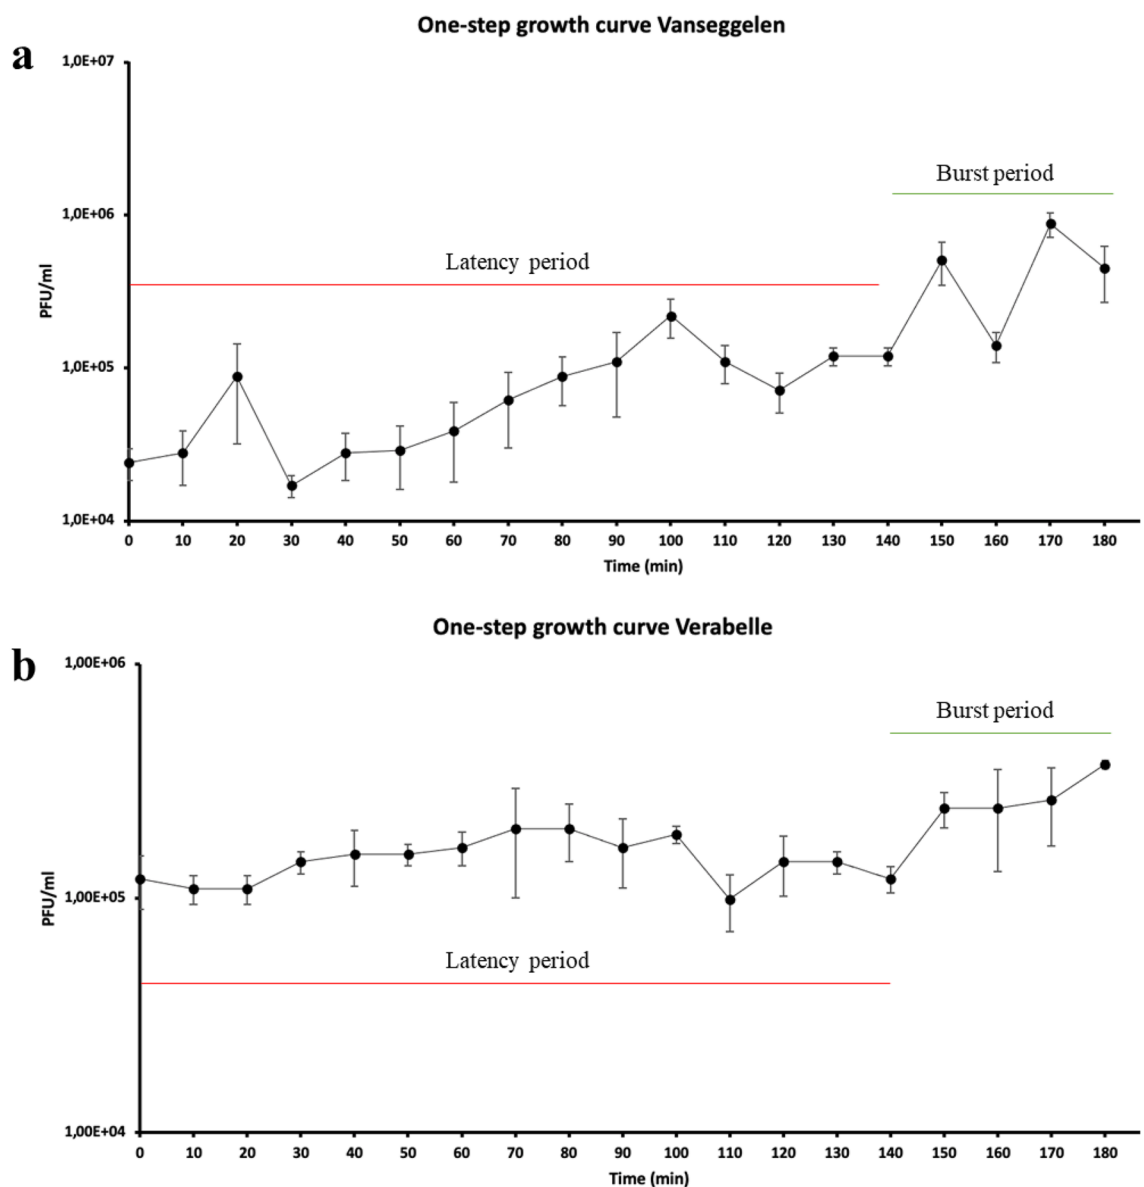 One-step growth curve Vanseggelen
a
1,0E+07
Burst period
1,0E+06
Latency period
PFU/ml
1,0E+05
1,0E+04
0 10 20 30 40 50 60 70 80 90 100 110 120 130 140 150 160 170 180
Time (min)
One-step growth curve Verabelle
b
1,00E+06
Burst period
PFU/ml
1,00E+05
Latency period
1,00E+04
0 10 20 30 40 50 60 70 80 90 100 110 120 130 140 150 160 170 180
Time (min)